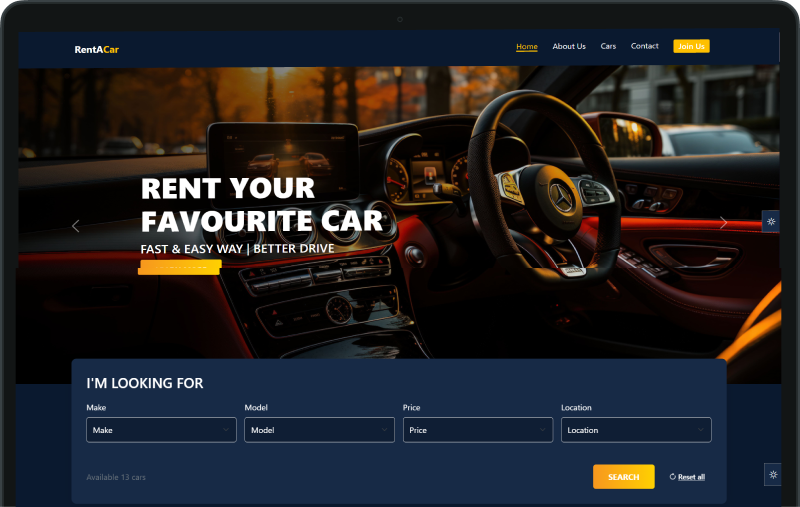 RentACar
Home About Us Cars Contact Join Us
RENT YOUR
FAVOURITE CAR
FAST & EASY WAY | BETTER DRIVE
I'M LOOKING FOR
Make Model Price Location
Make Model Price Location
Available 13 cars
SEARCH
Reset all